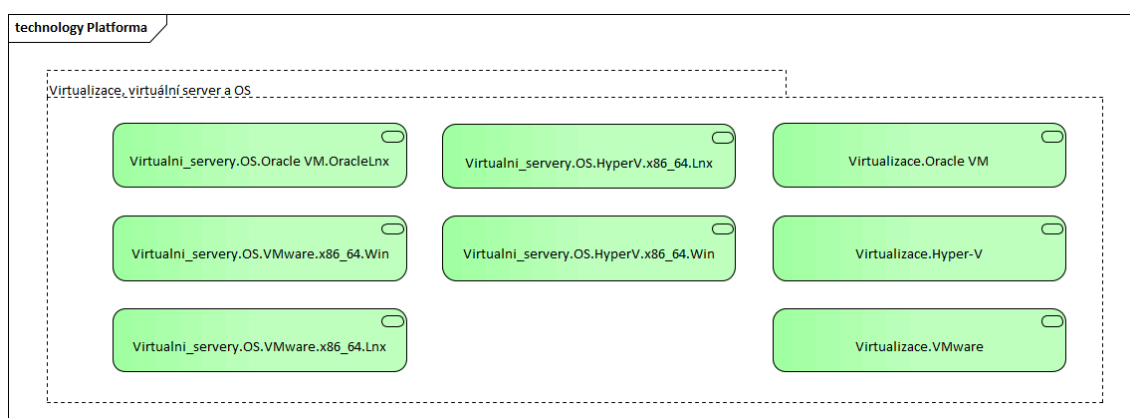 technology Platforma
Virtualizace, virtuální server a OS
Virtualni_servery.OS.Oracle VM.OracleLnx
Virtualni_servery.OS.HyperV.x86_64.Lnx
Virtualizace.Oracle VM
Virtualni_servery.OS.VMware.x86_64.Win
Virtualni_servery.OS.HyperV.x86_64.Win
Virtualizace.Hyper-V
Virtualni_servery.OS.VMware.x86_64.Lnx
Virtualizace.VMware